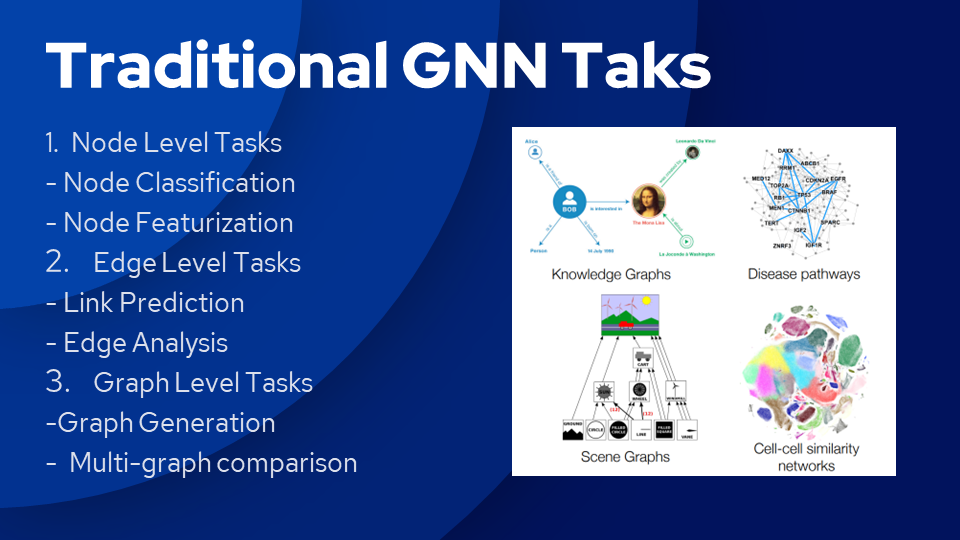 Traditional GNN Taks
1. Node Level Tasks
- Node Classification
- Node Featurization
2. Edge Level Tasks
- Link Prediction
- Edge Analysis
3. Graph Level Tasks
-Graph Generation
- Multi-graph comparison
Alice
Leonardo Da Vinci
BOB
is interested in
The Mona Lisa
Person
14 July 1990
La Joconde à Washington
Knowledge Graphs
DAXX
ABCB1
RRM1
MED12
TOP2A
CDKN2A
EGFR
RB1
TP53
BRAF
MEN1
CTNNB1
TERT
SPARC
IGF2
ZNRF3
IGF1R
Disease pathways
CART
WHEEL
WINDMILL
GROUND
CIRCLE
FILLED CIRCLE
LINK
FILLED SQUARE
VANE
Scene Graphs
Cell-cell similarity
networks